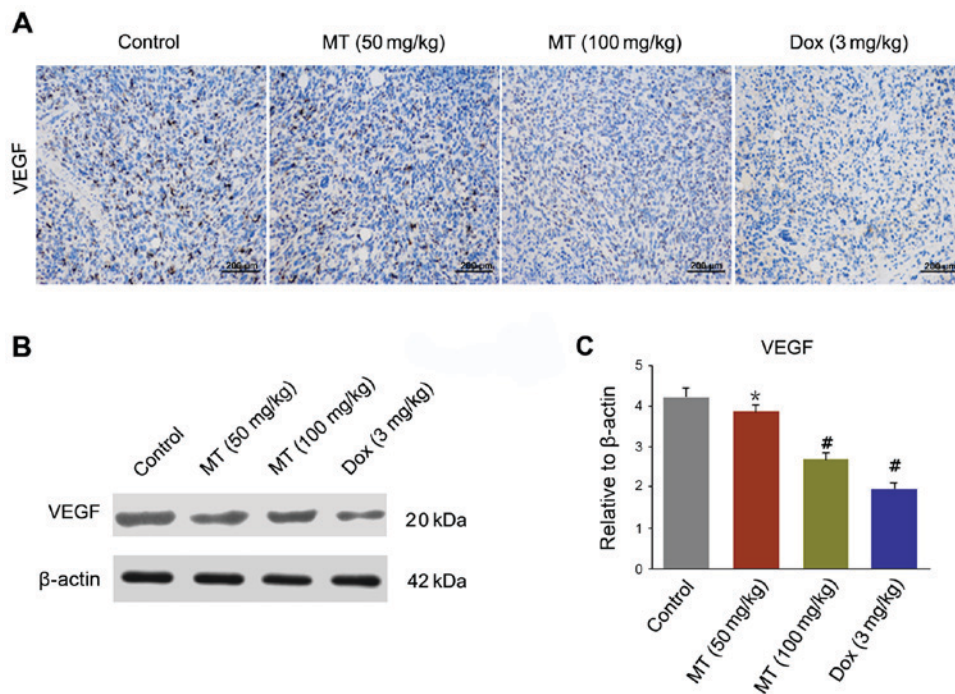 A
Control
MT (50 mg/kg)
MT (100 mg/kg)
Dox (3 mg/kg)
VEGF
200 µm
200 µm
200 µm
200 µm
B
Control
MT (50 mg/kg)
MT (100 mg/kg)
Dox (3 mg/kg)
VEGF
20 kDa
β-actin
42 kDa
C
VEGF
Relative to β-actin
5
4
3
2
1
0
*
#
#
Control
MT (50 mg/kg)
MT (100 mg/kg)
Dox (3 mg/kg)